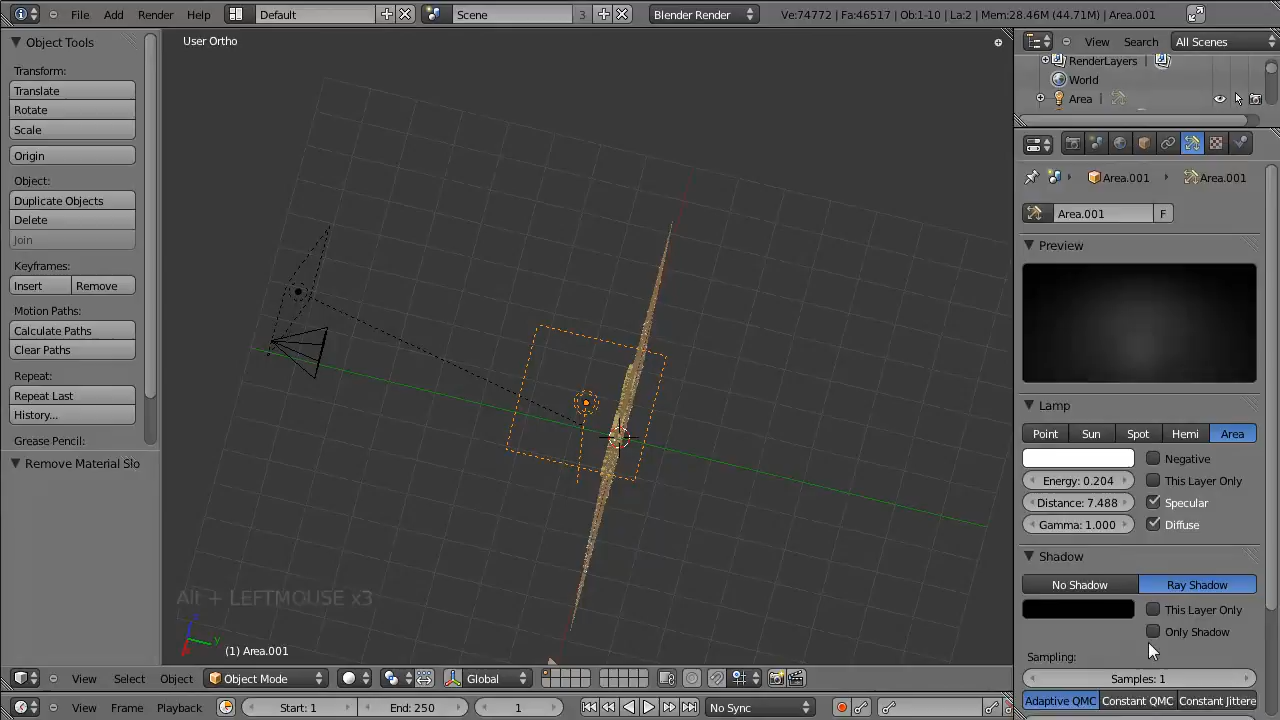 File Add Render Help Default Scene 3 Blender Render Ve:74772 | Fa:46517 | Ob:1-10 | La:2 | Mem:28.46M (44.71M) | Area.001
Object Tools
Transform:
Translate
Rotate
Scale
Origin
Object:
Duplicate Objects
Delete
Join
Keyframes:
Insert Remove
Motion Paths:
Calculate Paths
Clear Paths
Repeat:
Repeat Last
History...
Grease Pencil:
Remove Material Slo
User Ortho
Alt + LEFTMOUSE x3
y
(1) Area.001
View Select Object Object Mode Global
View Frame Playback Start: 1 End: 250 1 No Sync
View Search All Scenes
RenderLayers
World
Area
Area.001 Area.001
Area.001 F
Preview
Lamp
Point Sun Spot Hemi Area
Negative
Energy: 0.204 This Layer Only
Distance: 7.488 Specular
Gamma: 1.000 Diffuse
Shadow
No Shadow Ray Shadow
This Layer Only
Only Shadow
Sampling:
Samples: 1
Adaptive QMC Constant QMC Constant Jittere